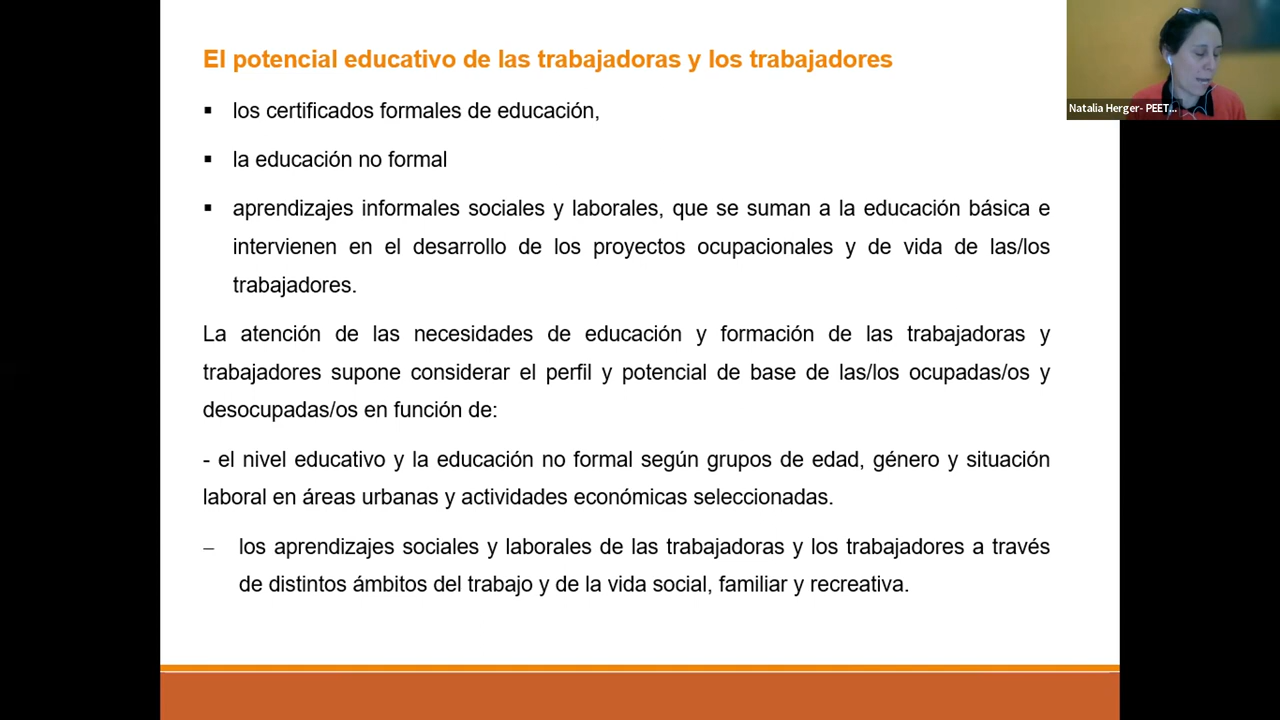 El potencial educativo de las trabajadoras y los trabajadores
▪ los certificados formales de educación,
▪ la educación no formal
▪ aprendizajes informales sociales y laborales, que se suman a la educación básica e
intervienen en el desarrollo de los proyectos ocupacionales y de vida de las/los
trabajadores.
La atención de las necesidades de educación y formación de las trabajadoras y
trabajadores supone considerar el perfil y potencial de base de las/los ocupadas/os y
desocupadas/os en función de:
- el nivel educativo y la educación no formal según grupos de edad, género y situación
laboral en áreas urbanas y actividades económicas seleccionadas.
– los aprendizajes sociales y laborales de las trabajadoras y los trabajadores a través
de distintos ámbitos del trabajo y de la vida social, familiar y recreativa.
Natalia Herger- PEET...